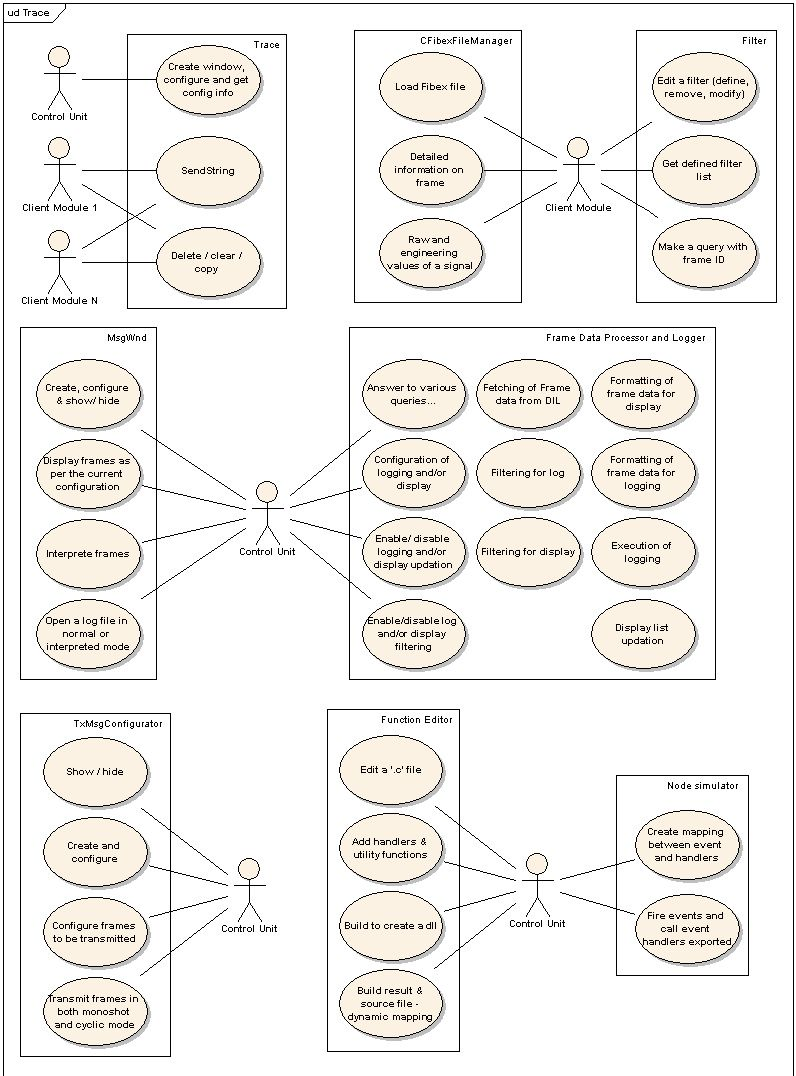 ud Trace
Trace
Create window,
configure and get
config info
Control Unit
SendString
Client Module 1
Delete / clear /
copy
Client Module N
CFibexFileManager
Load Fibex file
Detailed
information on
frame
Raw and
engineering
values of a signal
Client Module
Filter
Edit a filter (define,
remove, modify)
Get defined filter
list
Make a query with
frame ID
MsgWnd
Create, configure
& show/ hide
Display frames as
per the current
configuration
Interprete frames
Open a log file in
normal or
interpreted mode
Control Unit
Frame Data Processor and Logger
Answer to various
queries...
Fetching of Frame
data from DIL
Formatting of
frame data for
display
Configuration of
logging and/or
display
Filtering for log
Formatting of
frame data for
logging
Enable/ disable
logging and/or
display updation
Filtering for display
Execution of
logging
Enable/disable log
and/or display
filtering
Display list
updation
TxMsgConfigurator
Show / hide
Create and
configure
Configure frames
to be transmitted
Transmit frames in
both monoshot
and cyclic mode
Control Unit
Function Editor
Edit a '.c' file
Add handlers &
utility functions
Build to create a dll
Build result &
source file -
dynamic mapping
Control Unit
Node simulator
Create mapping
between event
and handlers
Fire events and
call event
handlers exported